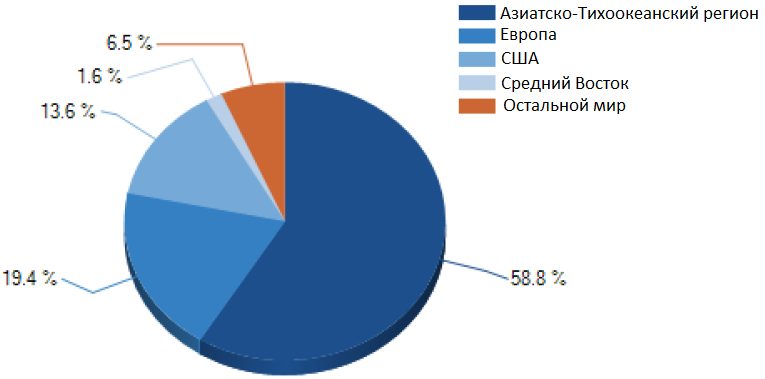 Азиатско-Тихоокеанский регион
Европа
США
Средний Восток
Остальной мир
6.5 %
1.6 %
13.6 %
19.4 %
58.8 %